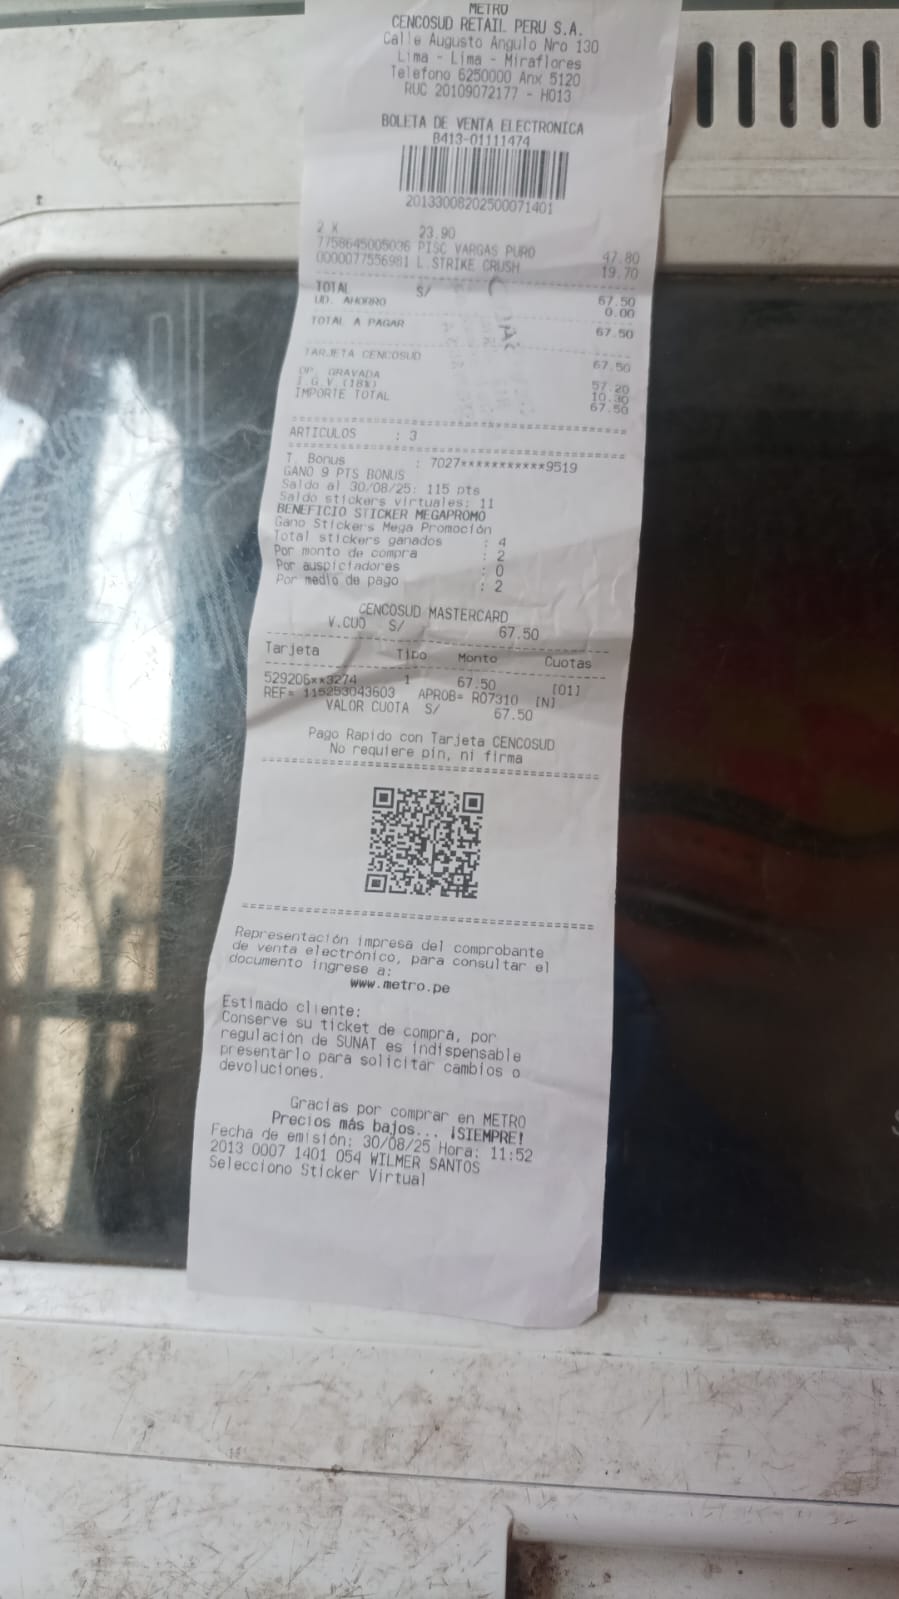 METRO
CENCOSUD RETAIL PERU S.A.
Calle Augusto Angulo Nro 130
Lima - Lima - Miraflores
Telefono 6250000 Anx 5120
RUC 20109072177 - H013
BOLETA DE VENTA ELECTRONICA
B413-01111474
20133008202500071401
2 X 23.90
7758645005036 PISC VARGAS PURO 47.80
0000077556981 L.STRIKE CRUSH 19.70
TOTAL S/ 67.50
UD. AHORRO 0.00
TOTAL A PAGAR 67.50
TARJETA CENCOSUD 67.50
OP. GRAVADA 57.20
I.G.V.(18%) 10.30
IMPORTE TOTAL 67.50
ARTICULOS : 3
T. Bonus : 7027***********9519
GANO 9 PTS BONUS
Saldo al 30/08/25: 115 pts
Saldo stickers virtuales: 11
BENEFICIO STICKER MEGAPROMO
Gano Stickers Mega Promoción
Total stickers ganados : 4
Por monto de compra : 2
Por auspiciadores : 0
Por medio de pago : 2
CENCOSUD MASTERCARD
V.CUO S/ 67.50
Tarjeta Tipo Monto Cuotas
529206**3274 1 67.50 [01]
REF= 115253043603 APROB= R07310 [N]
VALOR CUOTA S/ 67.50
Pago Rapido con Tarjeta CENCOSUD
No requiere pin, ni firma
Representación impresa del comprobante
de venta electrónico, para consultar el
documento ingrese a:
www.metro.pe
Estimado cliente:
Conserve su ticket de compra, por
regulación de SUNAT es indispensable
presentarlo para solicitar cambios o
devoluciones.
Gracias por comprar en METRO
Precios más bajos... ¡SIEMPRE!
Fecha de emisión: 30/08/25 Hora: 11:52
2013 0007 1401 054 WILMER SANTOS
Selecciono Sticker Virtual